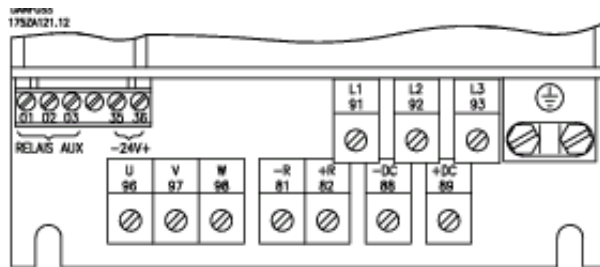 DANFOSS
175ZA121.12
L1 L2 L3
91 92 93
01 02 03 35 36
RELAIS AUX -24V+
U V W -R +R -DC +DC
96 97 98 81 82 88 89